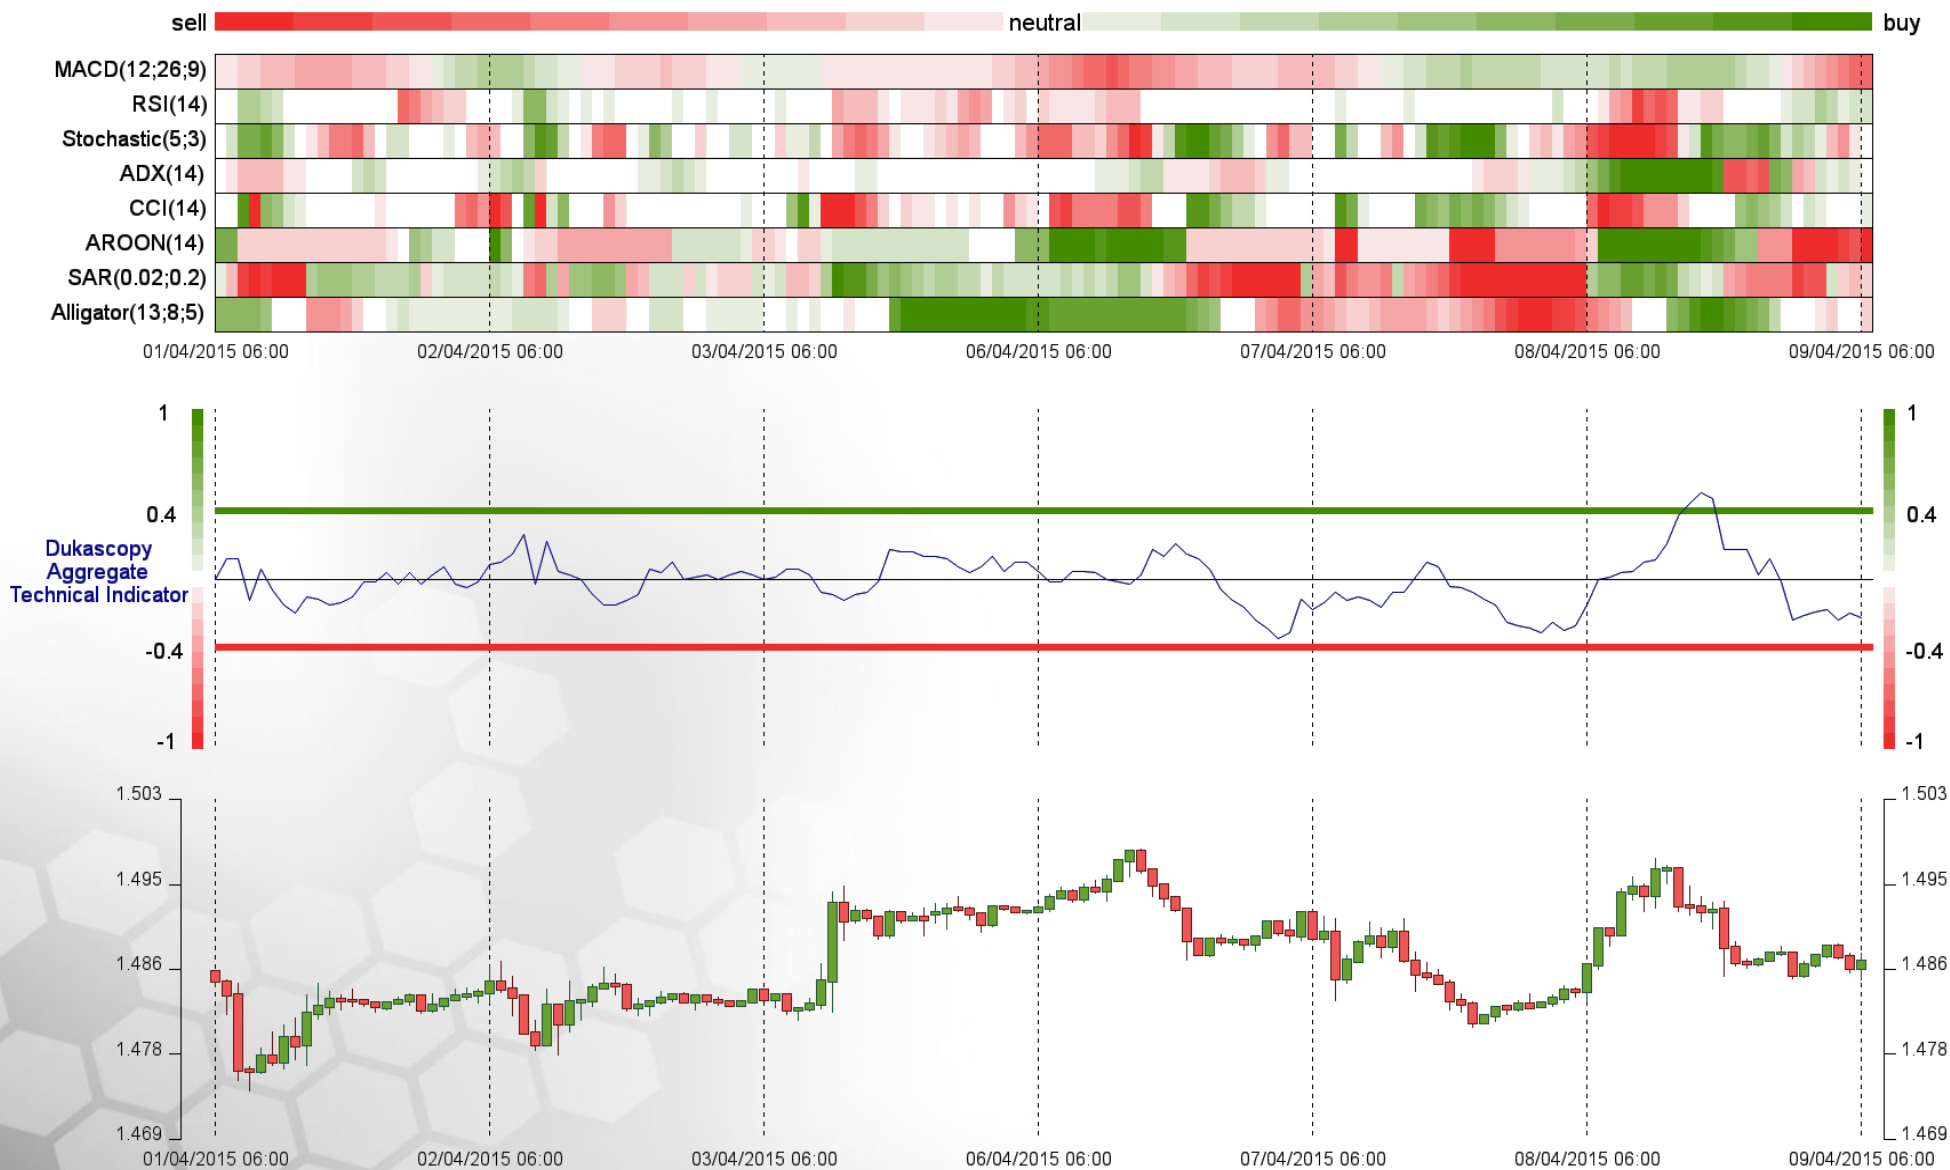 sell neutral buy
MACD(12;26;9)
RSI(14)
Stochastic(5;3)
ADX(14)
CCI(14)
AROON(14)
SAR(0.02;0.2)
Alligator(13;8;5)
01/04/2015 06:00 02/04/2015 06:00 03/04/2015 06:00 06/04/2015 06:00 07/04/2015 06:00 08/04/2015 06:00 09/04/2015 06:00
1 1
0.4 0.4
Dukascopy
Aggregate
Technical Indicator
-0.4 -0.4
-1 -1
1.503 1.503
1.495 1.495
1.486 1.486
1.478 1.478
1.469 1.469
01/04/2015 06:00 02/04/2015 06:00 03/04/2015 06:00 06/04/2015 06:00 07/04/2015 06:00 08/04/2015 06:00 09/04/2015 06:00